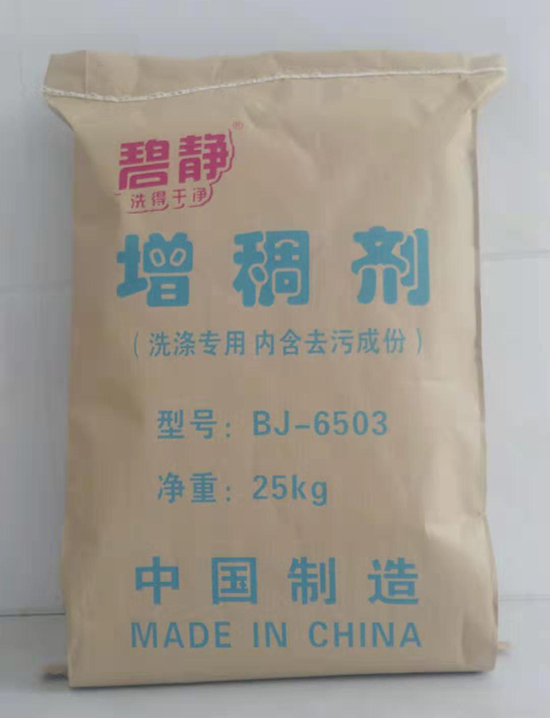 碧静®
洗得干净
增稠剂
(洗涤专用内含去污成份)
型号: BJ-6503
净重: 25kg
中国制造
MADE IN CHINA